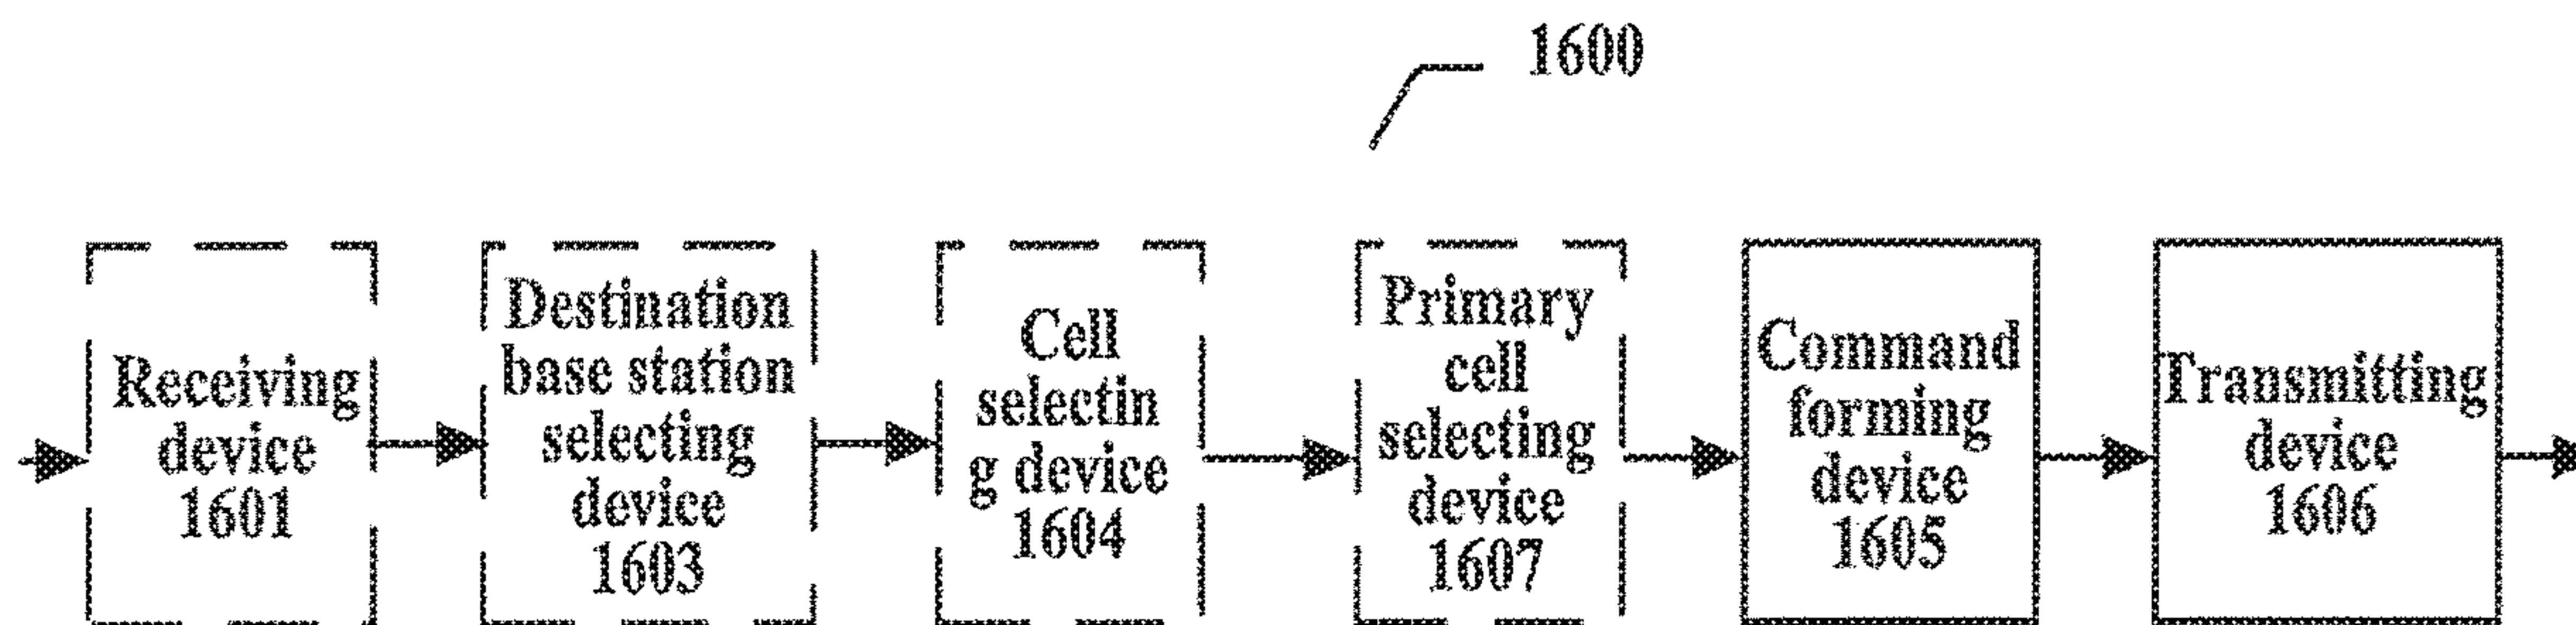 1600
Receiving
device
1601
Destination
base station
selecting
device
1603
Cell
selectin
g device
1604
Primary
cell
selecting
device
1607
Command
forming
device
1605
Transmitting
device
1606